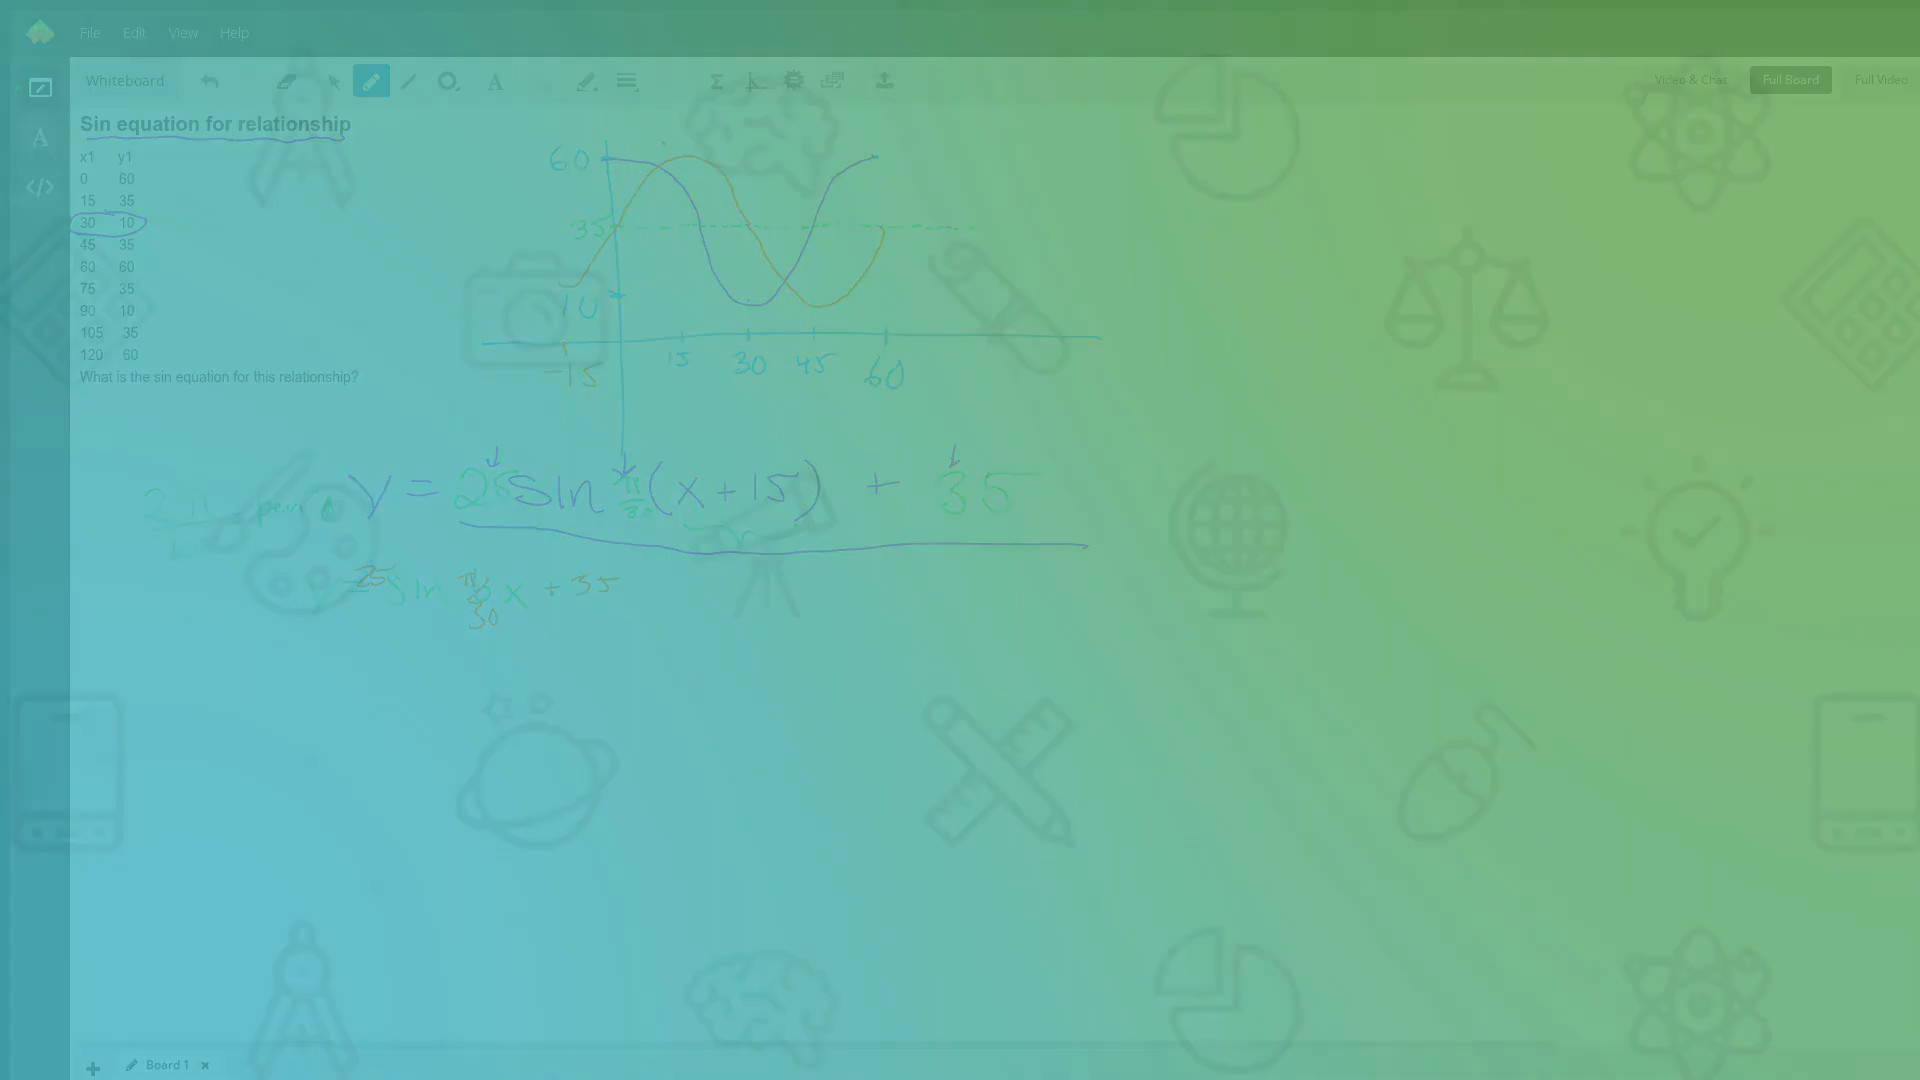 File Edit View Help
Whiteboard A Σ Video & Chat Full Board Full Video
A
</>
Sin equation for relationship
x1 y1
0 60
15 35
30 10
45 35
60 60
75 35
90 10
105 35
120 60
What is the sin equation for this relationship?
60
35
10
-15 15 30 45 60
y = 25 sin π/30 (x + 15) + 35
25 sin π/30 x + 35
+ Board 1 ×